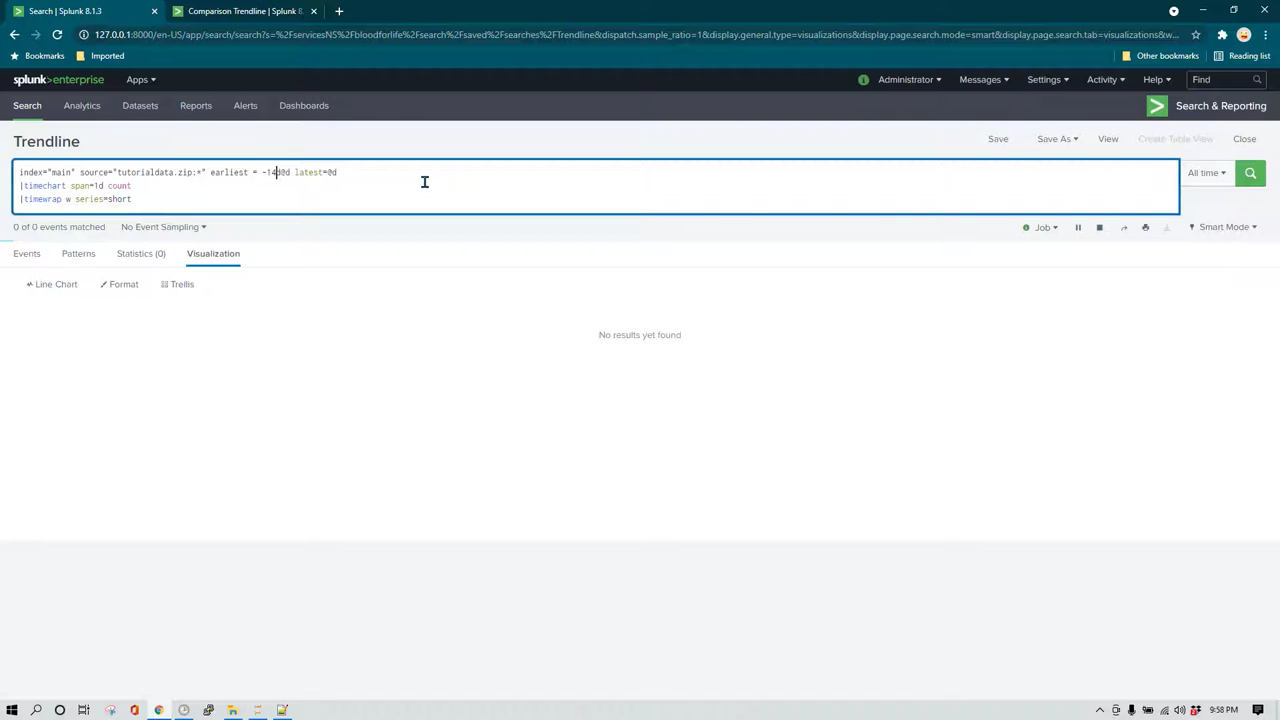 Search | Splunk 8.1.3
Comparison Trendline | Splunk 8.
127.0.0.1:8000/en-US/app/search/search?s=%2FservicesNS%2Fbloodforlife%2Fsearch%2Fsaved%2Fsearches%2FTrendline&dispatch.sample_ratio=1&display.general.type=visualizations&display.page.search.mode=smart&display.page.search.tab=visualizations&w...
Bookmarks
Imported
Other bookmarks
Reading list
splunk>enterprise
Apps
Administrator
Messages
Settings
Activity
Help
Find
Search
Analytics
Datasets
Reports
Alerts
Dashboards
Search & Reporting
Trendline
Save
Save As
View
Create Table View
Close
index="main" source="tutorialdata.zip:*" earliest = -14d@d latest=@d
|timechart span=1d count
|timewrap w series=short
All time
0 of 0 events matched
No Event Sampling
Job
Smart Mode
Events
Patterns
Statistics (0)
Visualization
Line Chart
Format
Trellis
No results yet found
9:58 PM